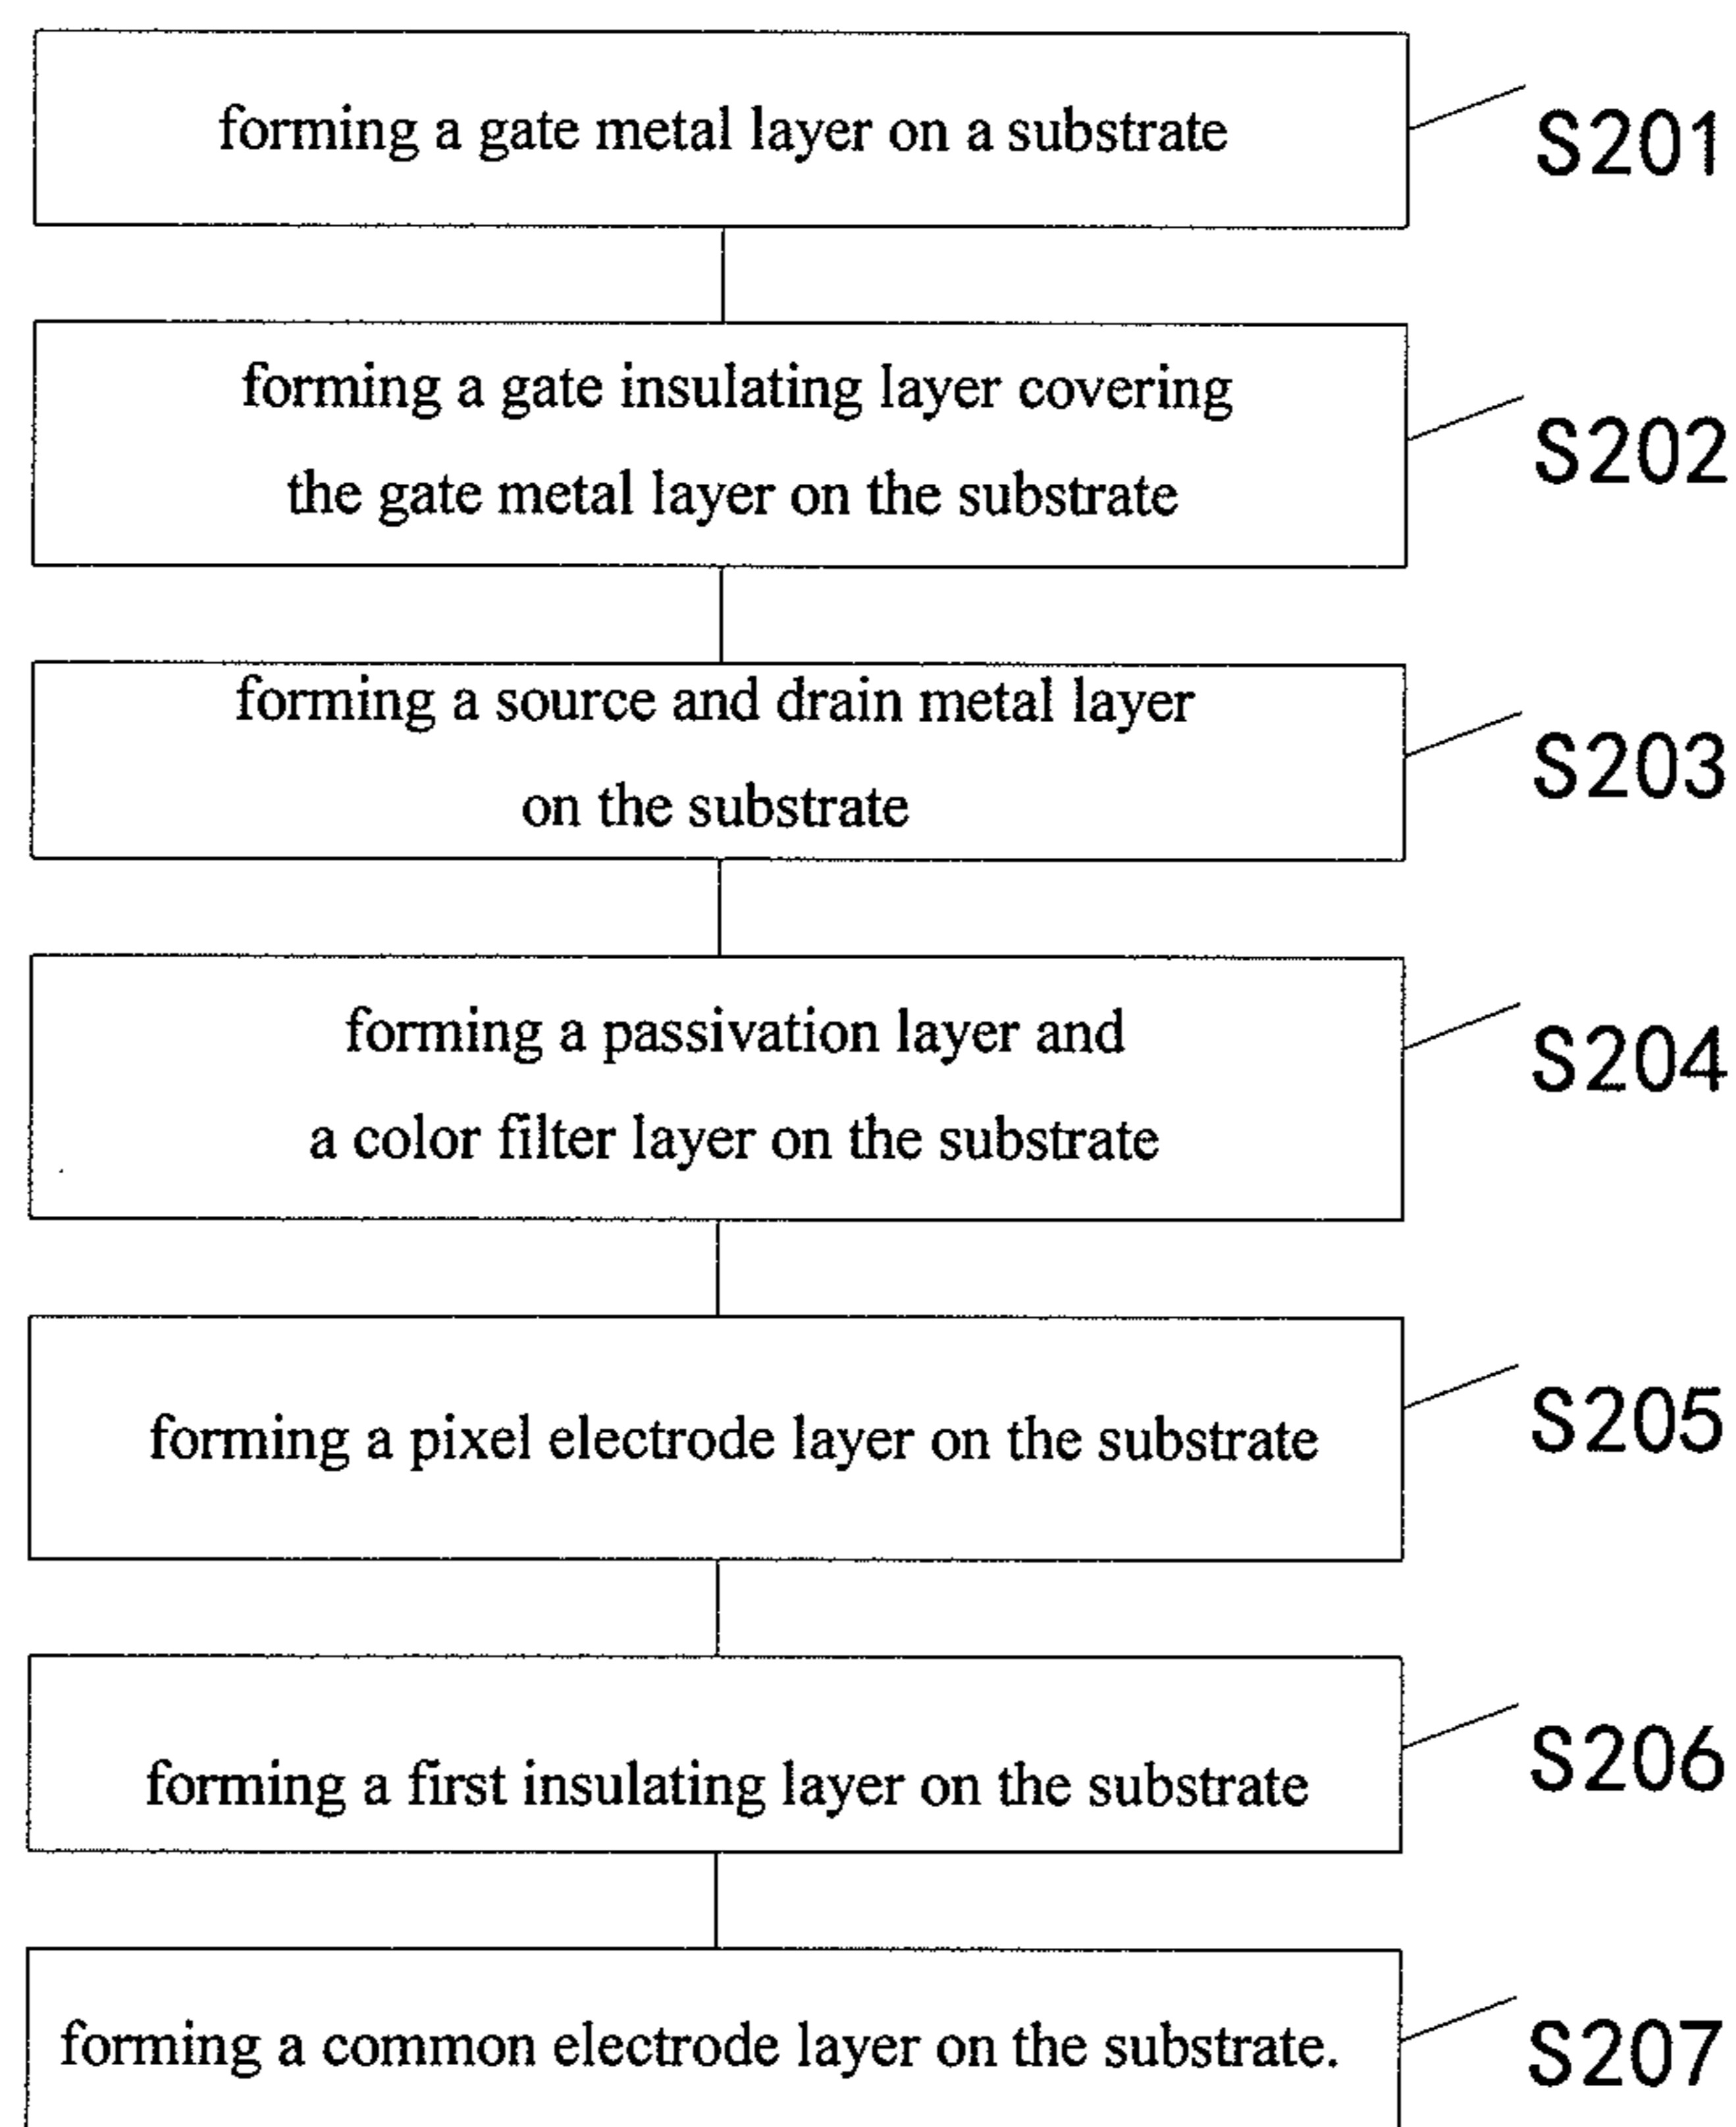 forming a gate metal layer on a substrate
S201
forming a gate insulating layer covering
the gate metal layer on the substrate
S202
forming a source and drain metal layer
on the substrate
S203
forming a passivation layer and
a color filter layer on the substrate
S204
forming a pixel electrode layer on the substrate
S205
forming a first insulating layer on the substrate
S206
forming a common electrode layer on the substrate.
S207